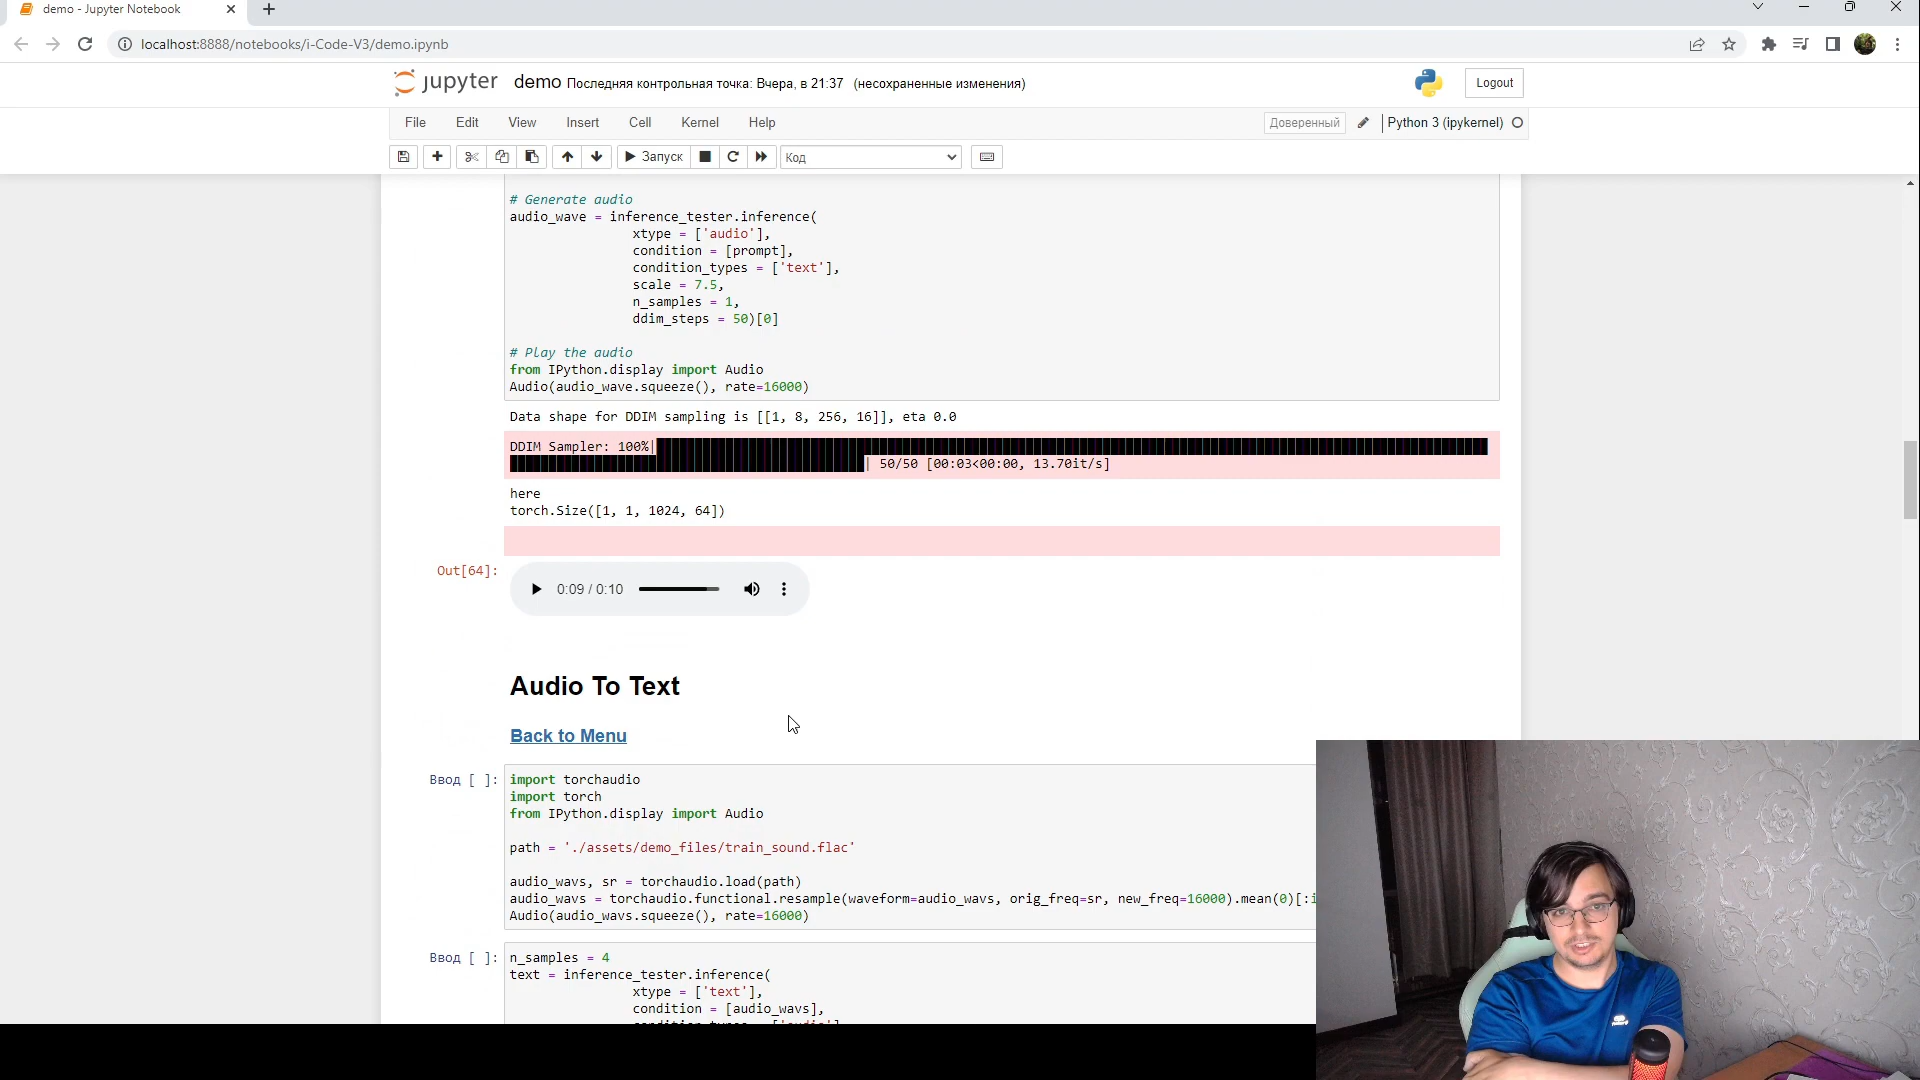 demo - Jupyter Notebook
localhost:8888/notebooks/i-Code-V3/demo.ipynb
jupyter demo Последняя контрольная точка: Вчера, в 21:37 (несохраненные изменения)
Logout
File Edit View Insert Cell Kernel Help
Доверенный
Python 3 (ipykernel)
Запуск
Код
# Generate audio
audio_wave = inference_tester.inference(
xtype = ['audio'],
condition = [prompt],
condition_types = ['text'],
scale = 7.5,
n_samples = 1,
ddim_steps = 50)[0]
# Play the audio
from IPython.display import Audio
Audio(audio_wave.squeeze(), rate=16000)
Data shape for DDIM sampling is [[1, 8, 256, 16]], eta 0.0
DDIM Sampler: 100%|
| 50/50 [00:03<00:00, 13.70it/s]
here
torch.Size([1, 1, 1024, 64])
Out[64]:
0:09 / 0:10
Audio To Text
Back to Menu
Ввод [ ]:
import torchaudio
import torch
from IPython.display import Audio
path = './assets/demo_files/train_sound.flac'
audio_wavs, sr = torchaudio.load(path)
audio_wavs = torchaudio.functional.resample(waveform=audio_wavs, orig_freq=sr, new_freq=16000).mean(0)[:i
Audio(audio_wavs.squeeze(), rate=16000)
Ввод [ ]:
n_samples = 4
text = inference_tester.inference(
xtype = ['text'],
condition = [audio_wavs],